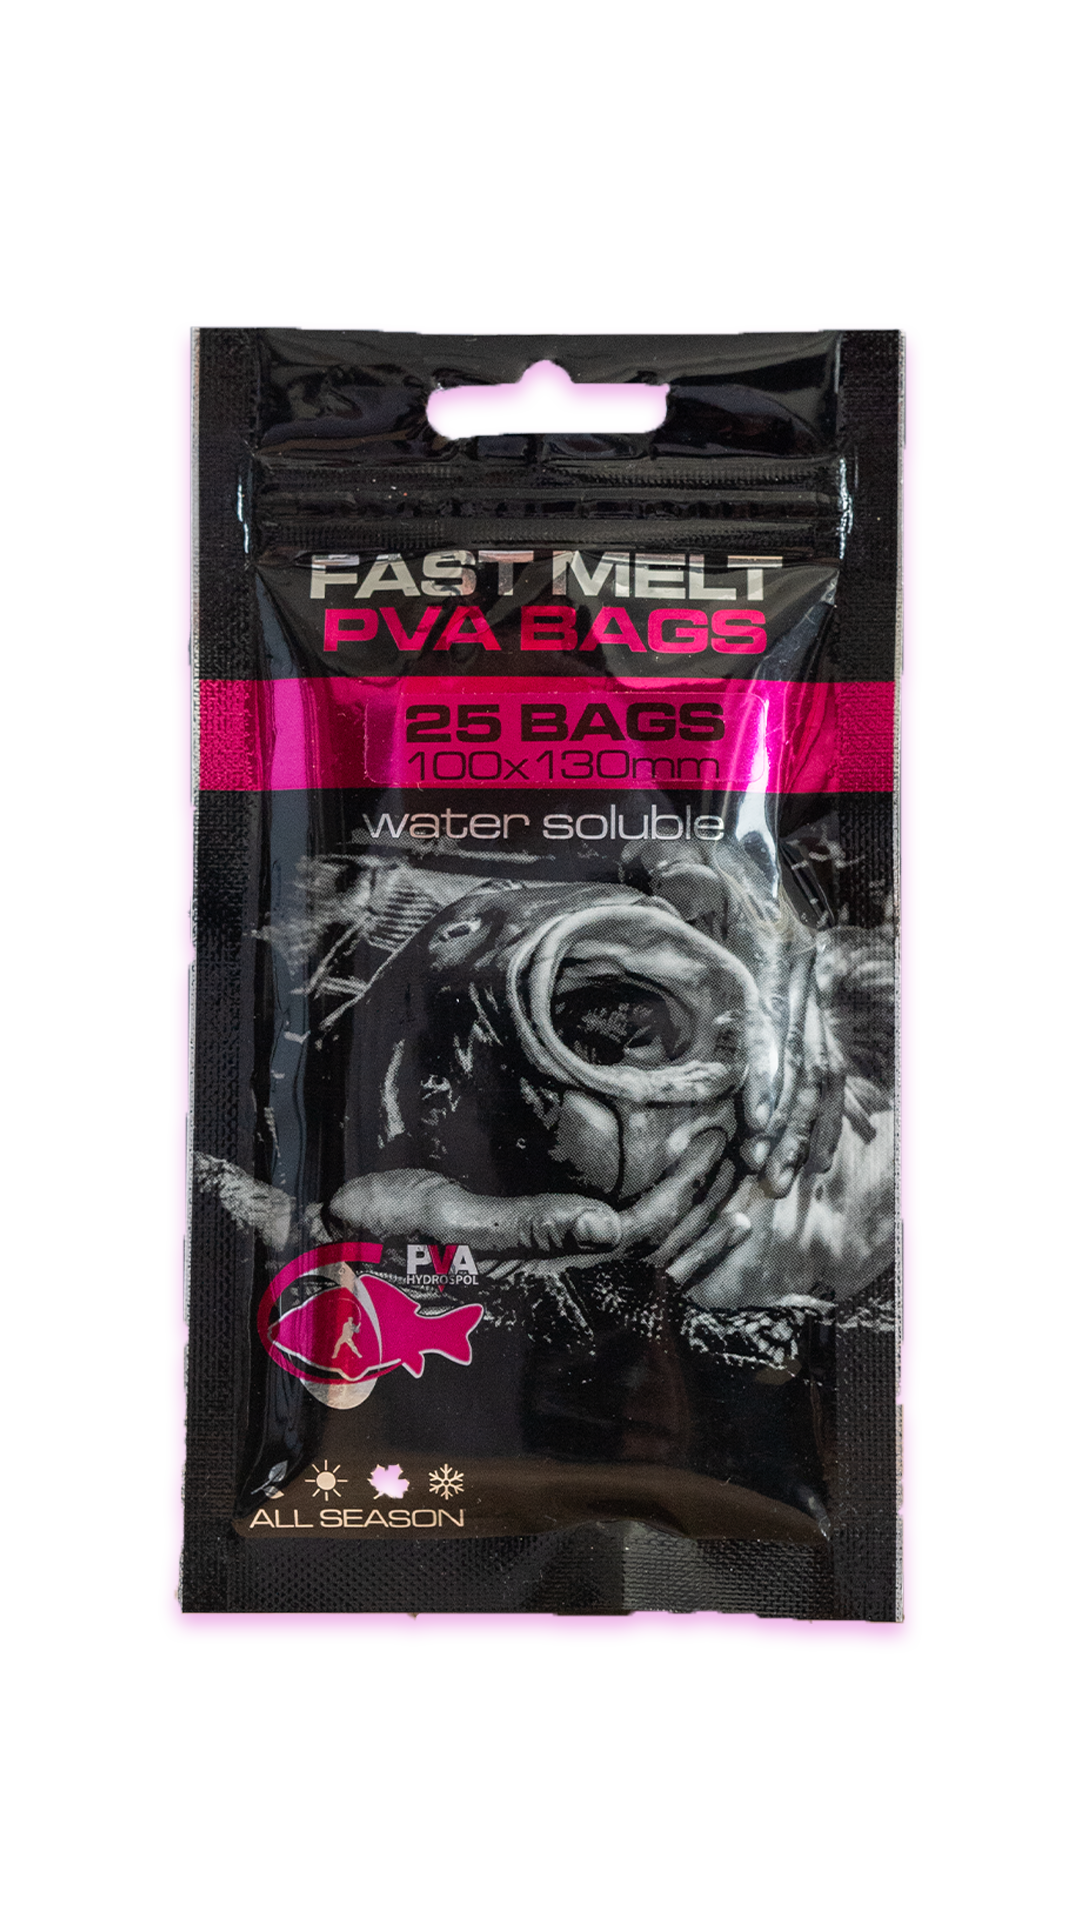 FAST MELT
PVA BAGS
25 BAGS
100x130mm
water soluble
PVA
HYDROSPOL
ALL SEASON